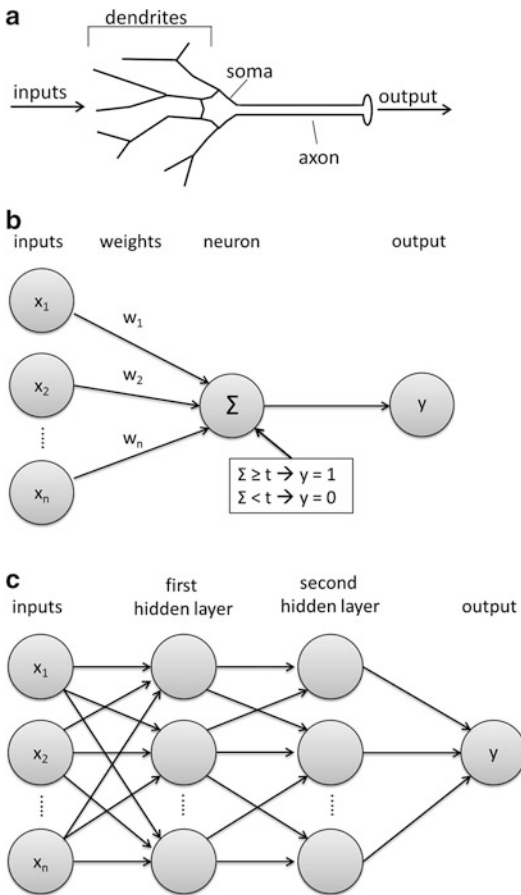 a
dendrites
soma
inputs
output
axon
b
inputs weights neuron output
x₁
w₁
x₂
w₂
Σ
y
wₙ
xₙ
Σ ≥ t → y = 1
Σ < t → y = 0
c
inputs
first
hidden layer
second
hidden layer
output
x₁
x₂
y
xₙ